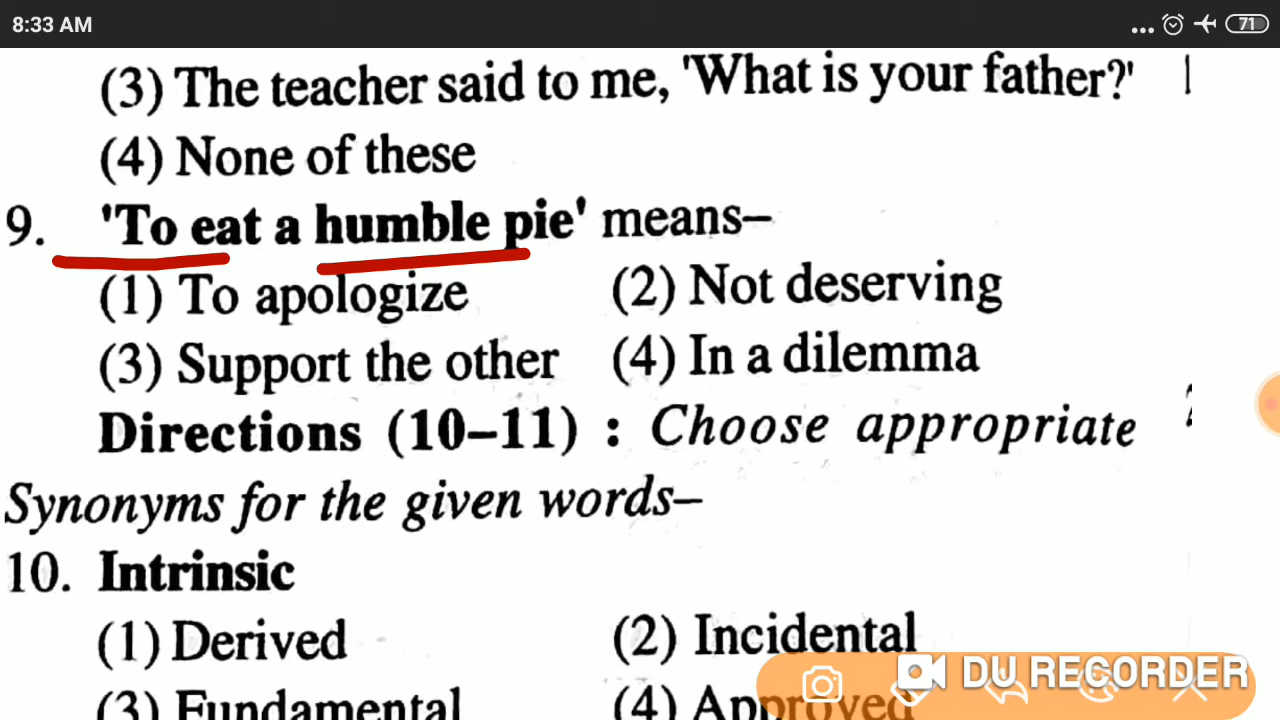 8:33 AM
71
(3) The teacher said to me, 'What is your father?'
(4) None of these
9. 'To eat a humble pie' means–
(1) To apologize (2) Not deserving
(3) Support the other (4) In a dilemma
Directions (10–11) : Choose appropriate
Synonyms for the given words–
10. Intrinsic
(1) Derived (2) Incidental
(3) Fundamental (4) Approved
DU RECORDER